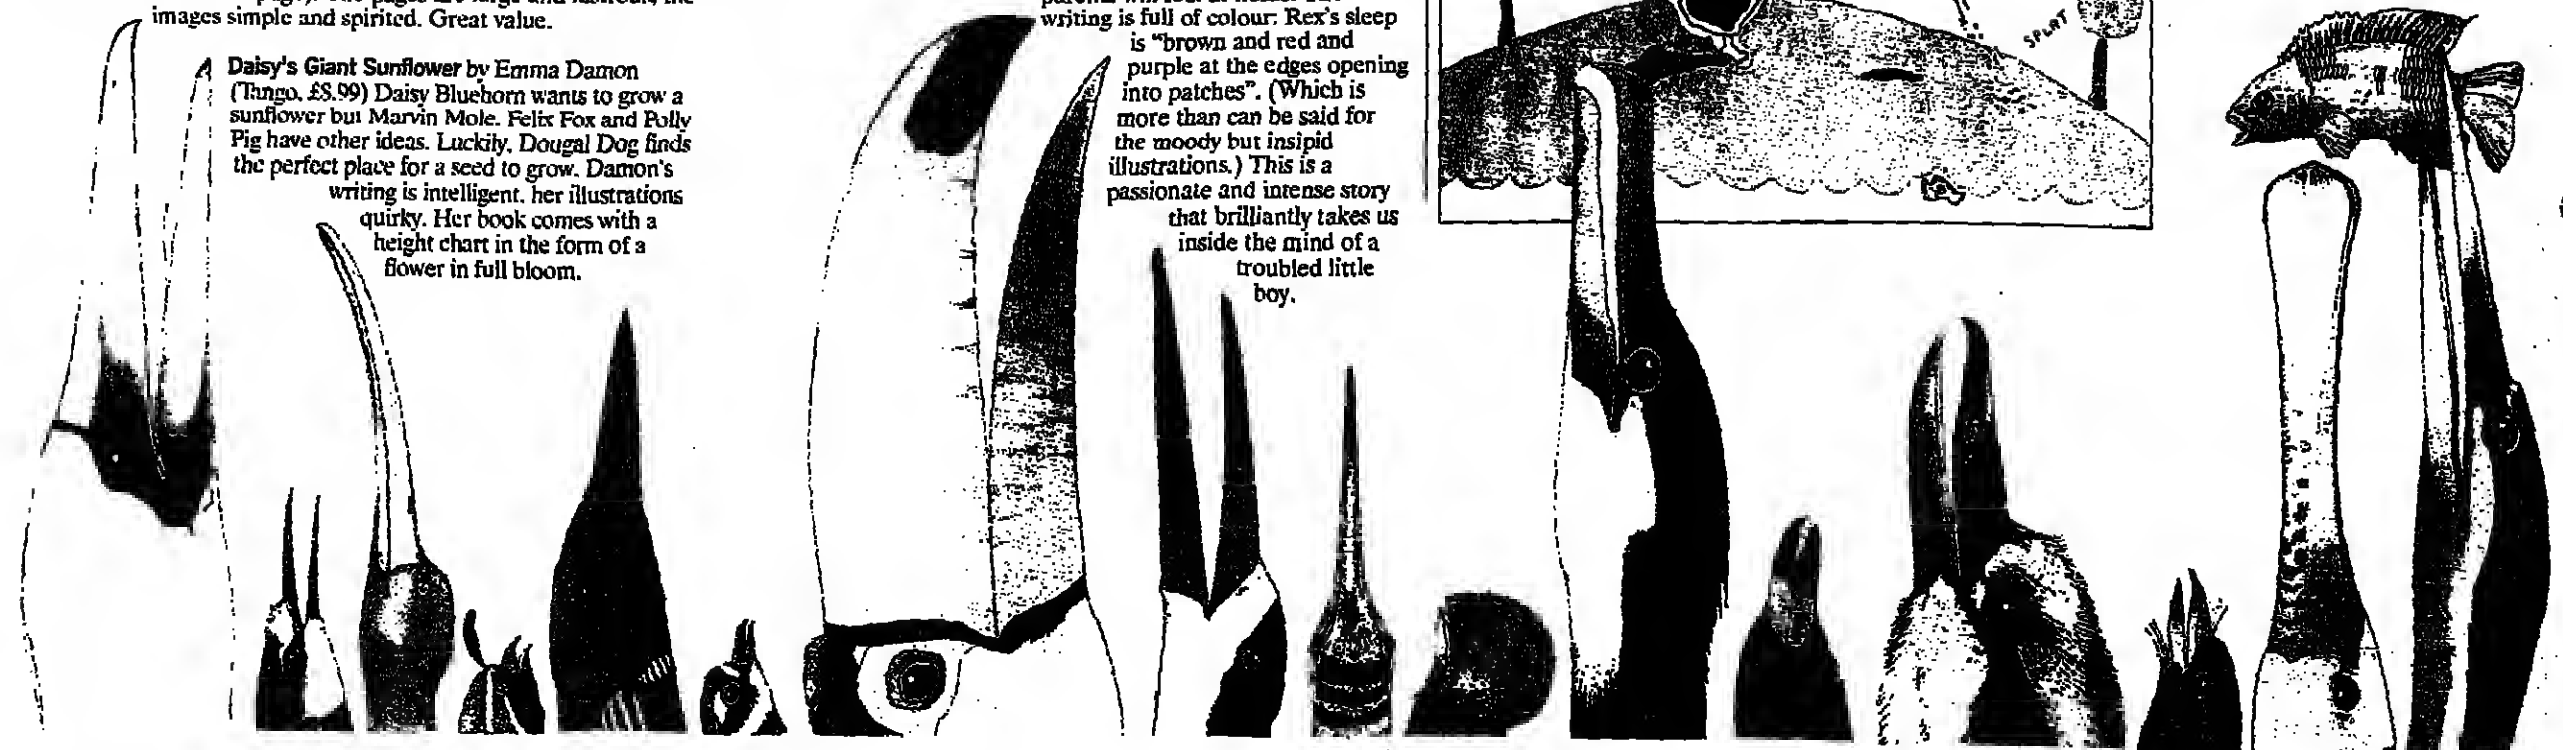 images simple and spirited. Great value.
Daisy's Giant Sunflower by Emma Damon
(Tango, £8.99) Daisy Bluehorn wants to grow a
sunflower but Marvin Mole, Felix Fox and Polly
Pig have other ideas. Luckily, Dougal Dog finds
the perfect place for a seed to grow. Damon's
writing is intelligent, her illustrations
quirky. Her book comes with a
height chart in the form of a
flower in full bloom.
writing is full of colour: Rex's sleep
is "brown and red and
purple at the edges opening
into patches". (Which is
more than can be said for
the moody but insipid
illustrations.) This is a
passionate and intense story
that brilliantly takes us
inside the mind of a
troubled little
boy.
SPLAT